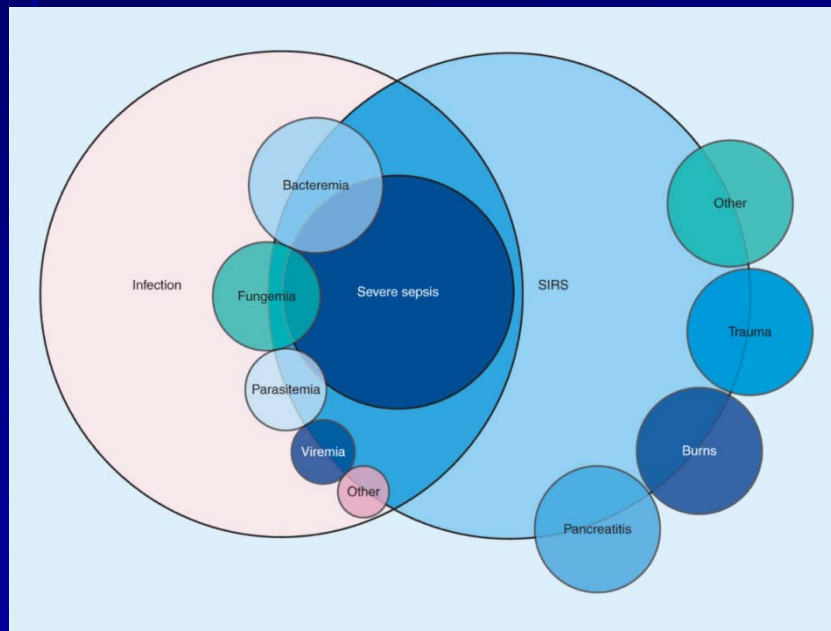 Bacteremia
Other
Infection
Fungemia
Severe sepsis
SIRS
Trauma
Parasitemia
Viremia
Burns
Other
Pancreatitis